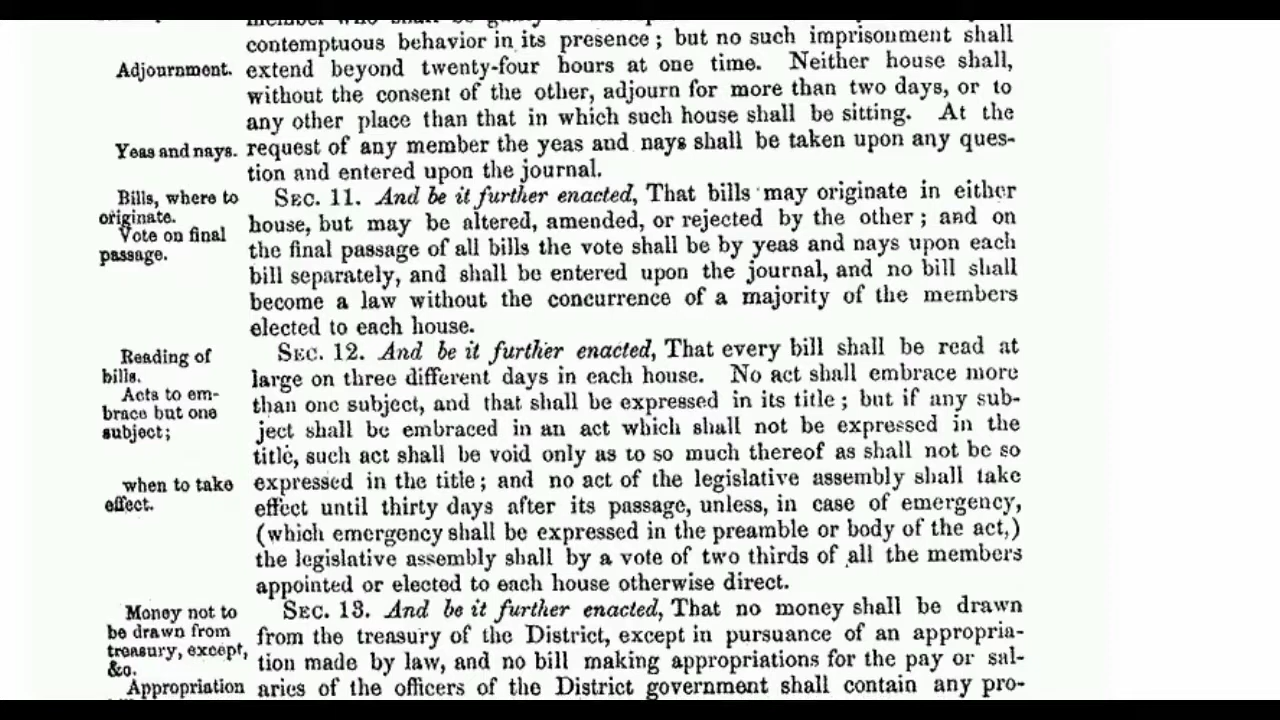 contemptuous behavior in its presence; but no such imprisonment shall
Adjournment. extend beyond twenty-four hours at one time. Neither house shall,
without the consent of the other, adjourn for more than two days, or to
any other place than that in which such house shall be sitting. At the
Yeas and nays. request of any member the yeas and nays shall be taken upon any ques-
tion and entered upon the journal.
Bills, where to
originate.
Vote on final
passage.
SEC. 11. And be it further enacted, That bills may originate in either
house, but may be altered, amended, or rejected by the other; and on
the final passage of all bills the vote shall be by yeas and nays upon each
bill separately, and shall be entered upon the journal, and no bill shall
become a law without the concurrence of a majority of the members
elected to each house.
Reading of
bills.
Acts to em-
brace but one
subject;
when to take
effect.
SEC. 12. And be it further enacted, That every bill shall be read at
large on three different days in each house. No act shall embrace more
than one subject, and that shall be expressed in its title; but if any sub-
ject shall be embraced in an act which shall not be expressed in the
title, such act shall be void only as to so much thereof as shall not be so
expressed in the title; and no act of the legislative assembly shall take
effect until thirty days after its passage, unless, in case of emergency,
(which emergency shall be expressed in the preamble or body of the act,)
the legislative assembly shall by a vote of two thirds of all the members
appointed or elected to each house otherwise direct.
Money not to
be drawn from
treasury, except,
&c.
Appropriation
SEC. 13. And be it further enacted, That no money shall be drawn
from the treasury of the District, except in pursuance of an appropria-
tion made by law, and no bill making appropriations for the pay or sal-
aries of the officers of the District government shall contain any pro-